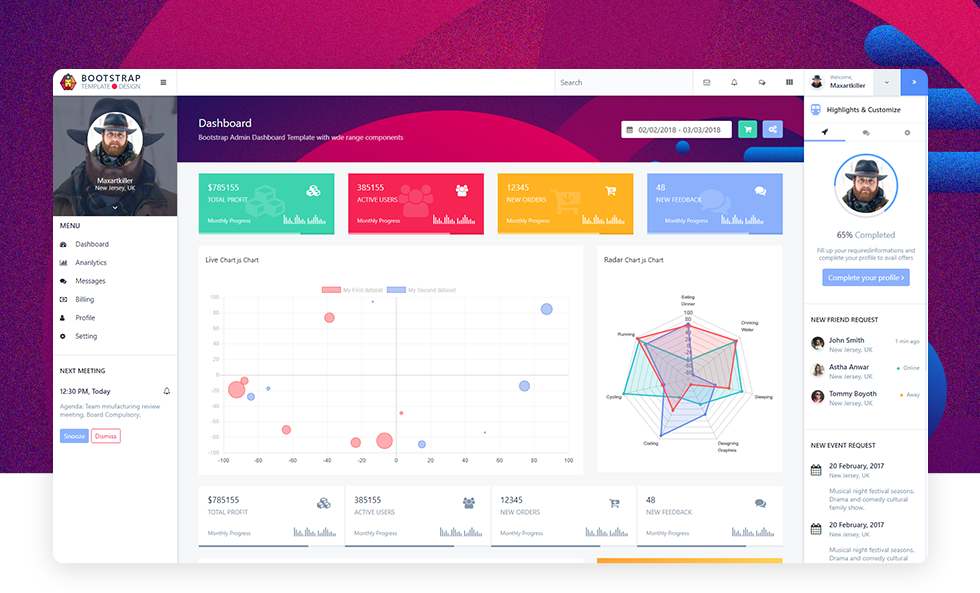 BOOTSTRAP
TEMPLATE DESIGN
Search
Welcome,
Maxartkiller
Maxartkiller
New Jersey, UK
MENU
Dashboard
Ananlytics
Messages
Billing
Profile
Setting
NEXT MEETING
12:30 PM, Today
Agenda: Team mnufacturing review
meeting. Board Compulsory.
Snooze
Dismiss
Dashboard
Bootstrap Admin Dashboard Template with wde range components
02/02/2018 - 03/03/2018
$785155
TOTAL PROFIT
Monthly Progress
385155
ACTIVE USERS
Monthly Progress
12345
NEW ORDERS
Monthly Progress
48
NEW FEEDBACK
Monthly Progress
Live Chart js Chart
My First dataset
My Second dataset
100
80
60
40
20
0
-20
-40
-60
-80
-100
-100 -80 -60 -40 -20 0 20 40 60 80 100
Radar Chart js Chart
Eating
Dinner
Drinking
Water
Sleeping
Designing
Graphics
Coding
Cycling
Running
100
80
$785155
TOTAL PROFIT
Monthly Progress
385155
ACTIVE USERS
Monthly Progress
12345
NEW ORDERS
Monthly Progress
48
NEW FEEDBACK
Monthly Progress
Highlights & Customize
65% Completed
Fill up your requiredinformations and
complete your profile to avail offers
Complete your profile
NEW FRIEND REQUEST
John Smith
1 min ago
New Jersey, UK
Astha Anwar
Online
New Jersey, UK
Tommy Boyoth
Away
New Jersey, UK
NEW EVENT REQUEST
20 February, 2017
New Jersey, UK
Musical night festival seasons.
Drama and comedy cultural
family show.
20 February, 2017
New Jersey, UK
Musical night festival seasons.
Drama and comedy cultural